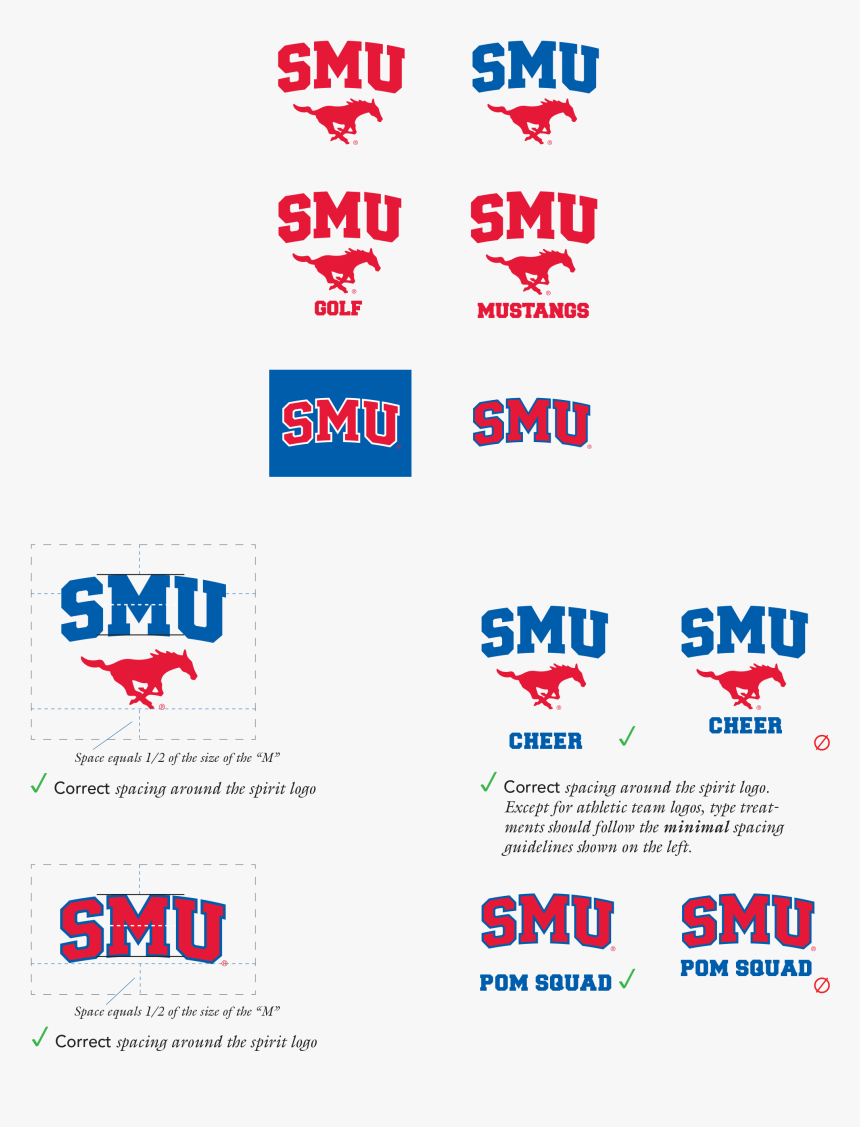 SMU
SMU
®
®
SMU
SMU
®
®
GOLF
MUSTANGS
SMU
SMU
®
SMU
®
Space equals 1/2 of the size of the “M”
✓ Correct spacing around the spirit logo
SMU
SMU
®
®
CHEER ✓
CHEER
✓ Correct spacing around the spirit logo.
Except for athletic team logos, type treat-
ments should follow the minimal spacing
guidelines shown on the left.
SMU
®
Space equals 1/2 of the size of the “M”
✓ Correct spacing around the spirit logo
SMU
SMU
®
®
POM SQUAD ✓
POM SQUAD